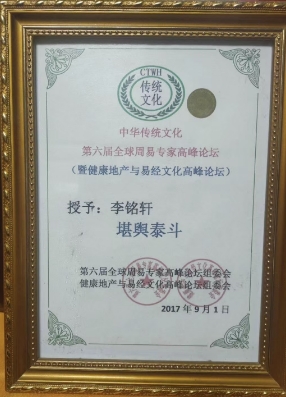 CTWH
传统
文化
中华传统文化
第六届全球周易专家高峰论坛
（暨健康地产与易经文化高峰论坛）
授予：李铭轩
堪舆泰斗
第六届全球周易专家高峰论坛组委会
健康地产与易经文化高峰论坛组委会
2017年9月1日